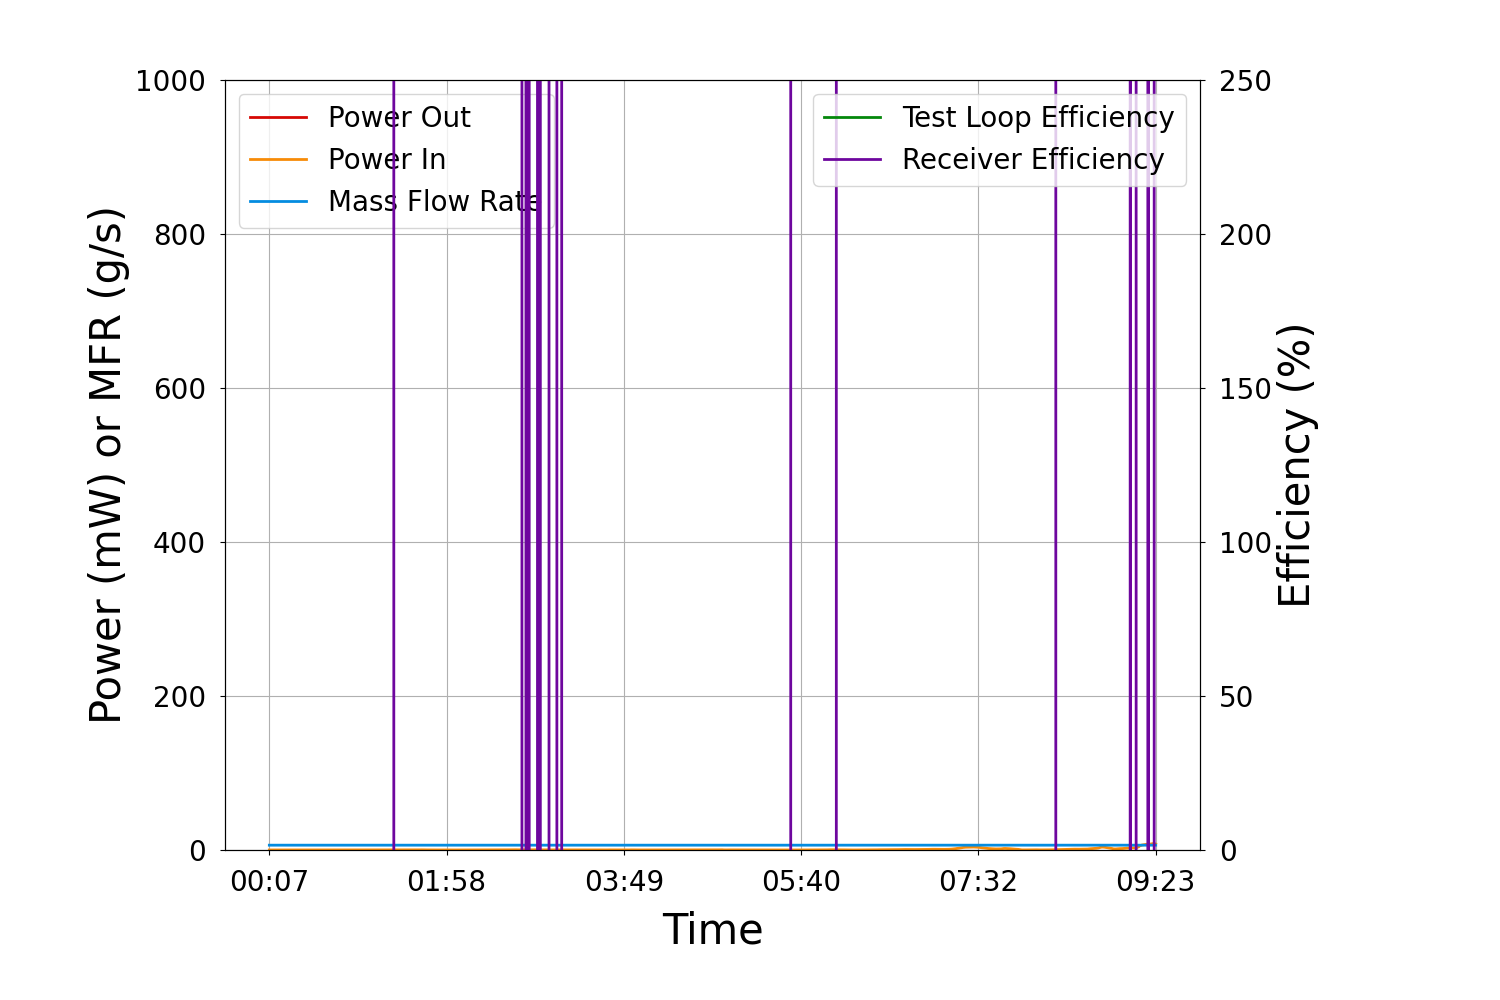 1000
800
600
400
200
0
Power (mW) or MFR (g/s)
Power Out
Power In
Mass Flow Rate
Test Loop Efficiency
Receiver Efficiency
250
200
150
100
50
0
Efficiency (%)
00:07 01:58 03:49 05:40 07:32 09:23
Time